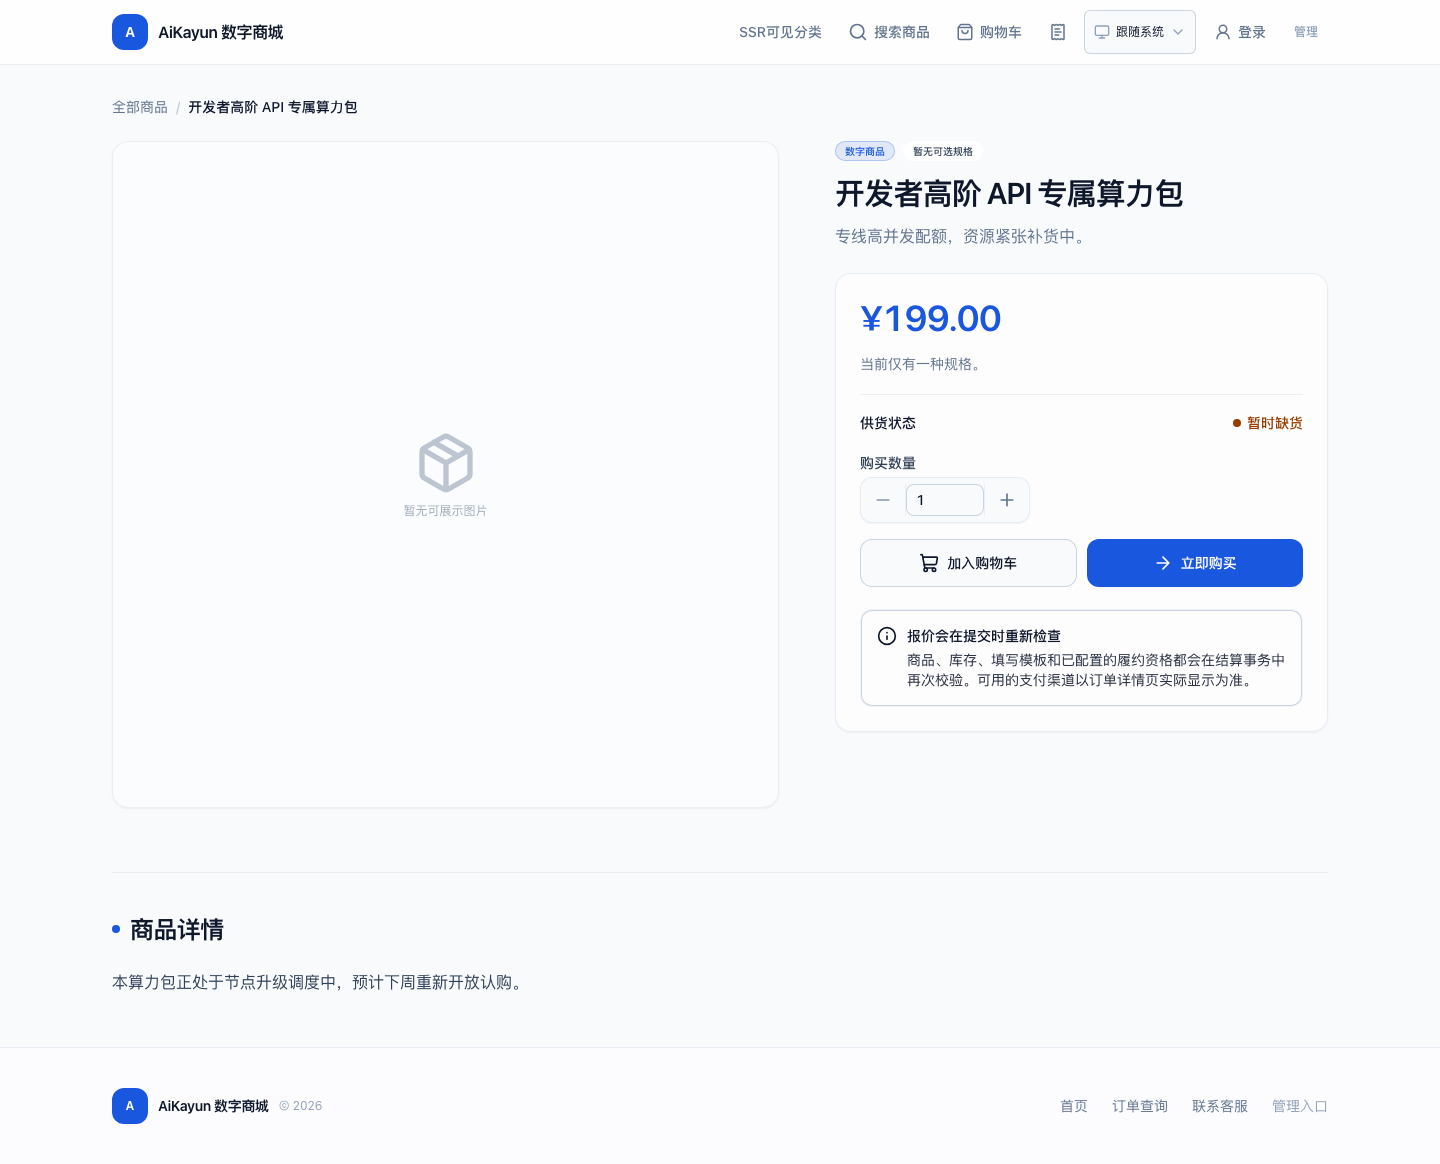 A AiKayun 数字商城 SSR可见分类 搜索商品 购物车 跟随系统 登录 管理
全部商品 / 开发者高阶 API 专属算力包
数字商品 暂无可选规格
开发者高阶 API 专属算力包
专线高并发配额，资源紧张补货中。
¥199.00
当前仅有一种规格。
供货状态 暂时缺货
购买数量
1
加入购物车 立即购买
报价会在提交时重新检查
商品、库存、填写模板和已配置的履约资格都会在结算事务中
再次校验。可用的支付渠道以订单详情页实际显示为准。
暂无可展示图片
商品详情
本算力包正处于节点升级调度中，预计下周重新开放认购。
A AiKayun 数字商城 © 2026 首页 订单查询 联系客服 管理入口